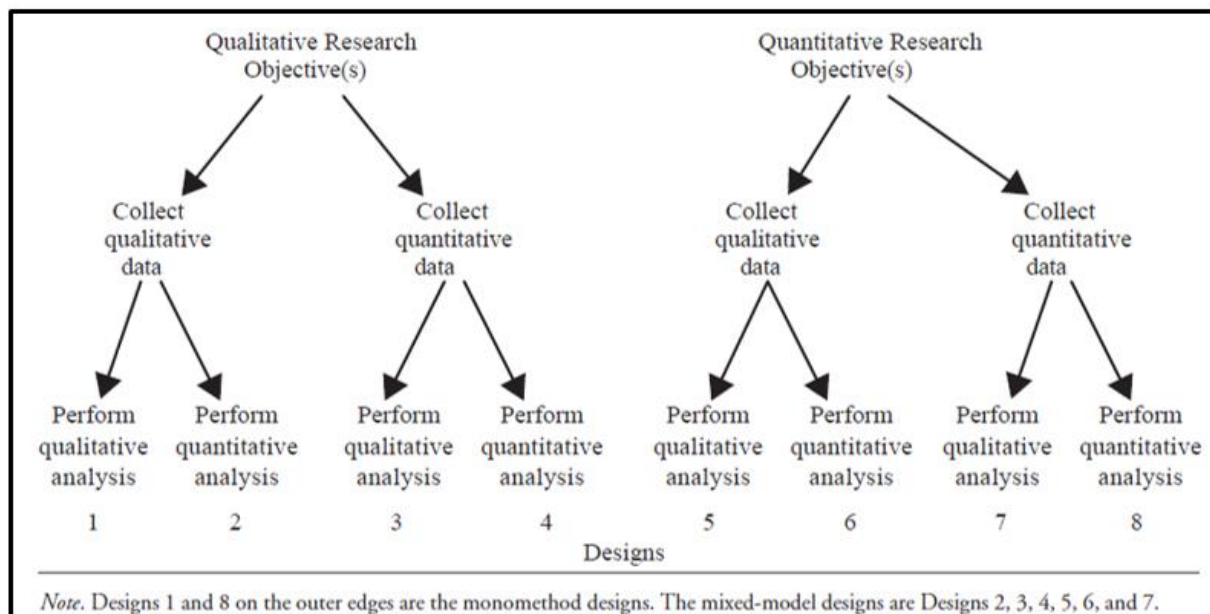 Qualitative Research
Objective(s)
Quantitative Research
Objective(s)
Collect
qualitative
data
Collect
quantitative
data
Collect
qualitative
data
Collect
quantitative
data
Perform
qualitative
analysis
Perform
quantitative
analysis
Perform
qualitative
analysis
Perform
quantitative
analysis
Perform
qualitative
analysis
Perform
quantitative
analysis
Perform
qualitative
analysis
Perform
quantitative
analysis
1 2 3 4 5 6 7 8
Designs
Note. Designs 1 and 8 on the outer edges are the monomethod designs. The mixed-model designs are Designs 2, 3, 4, 5, 6, and 7.